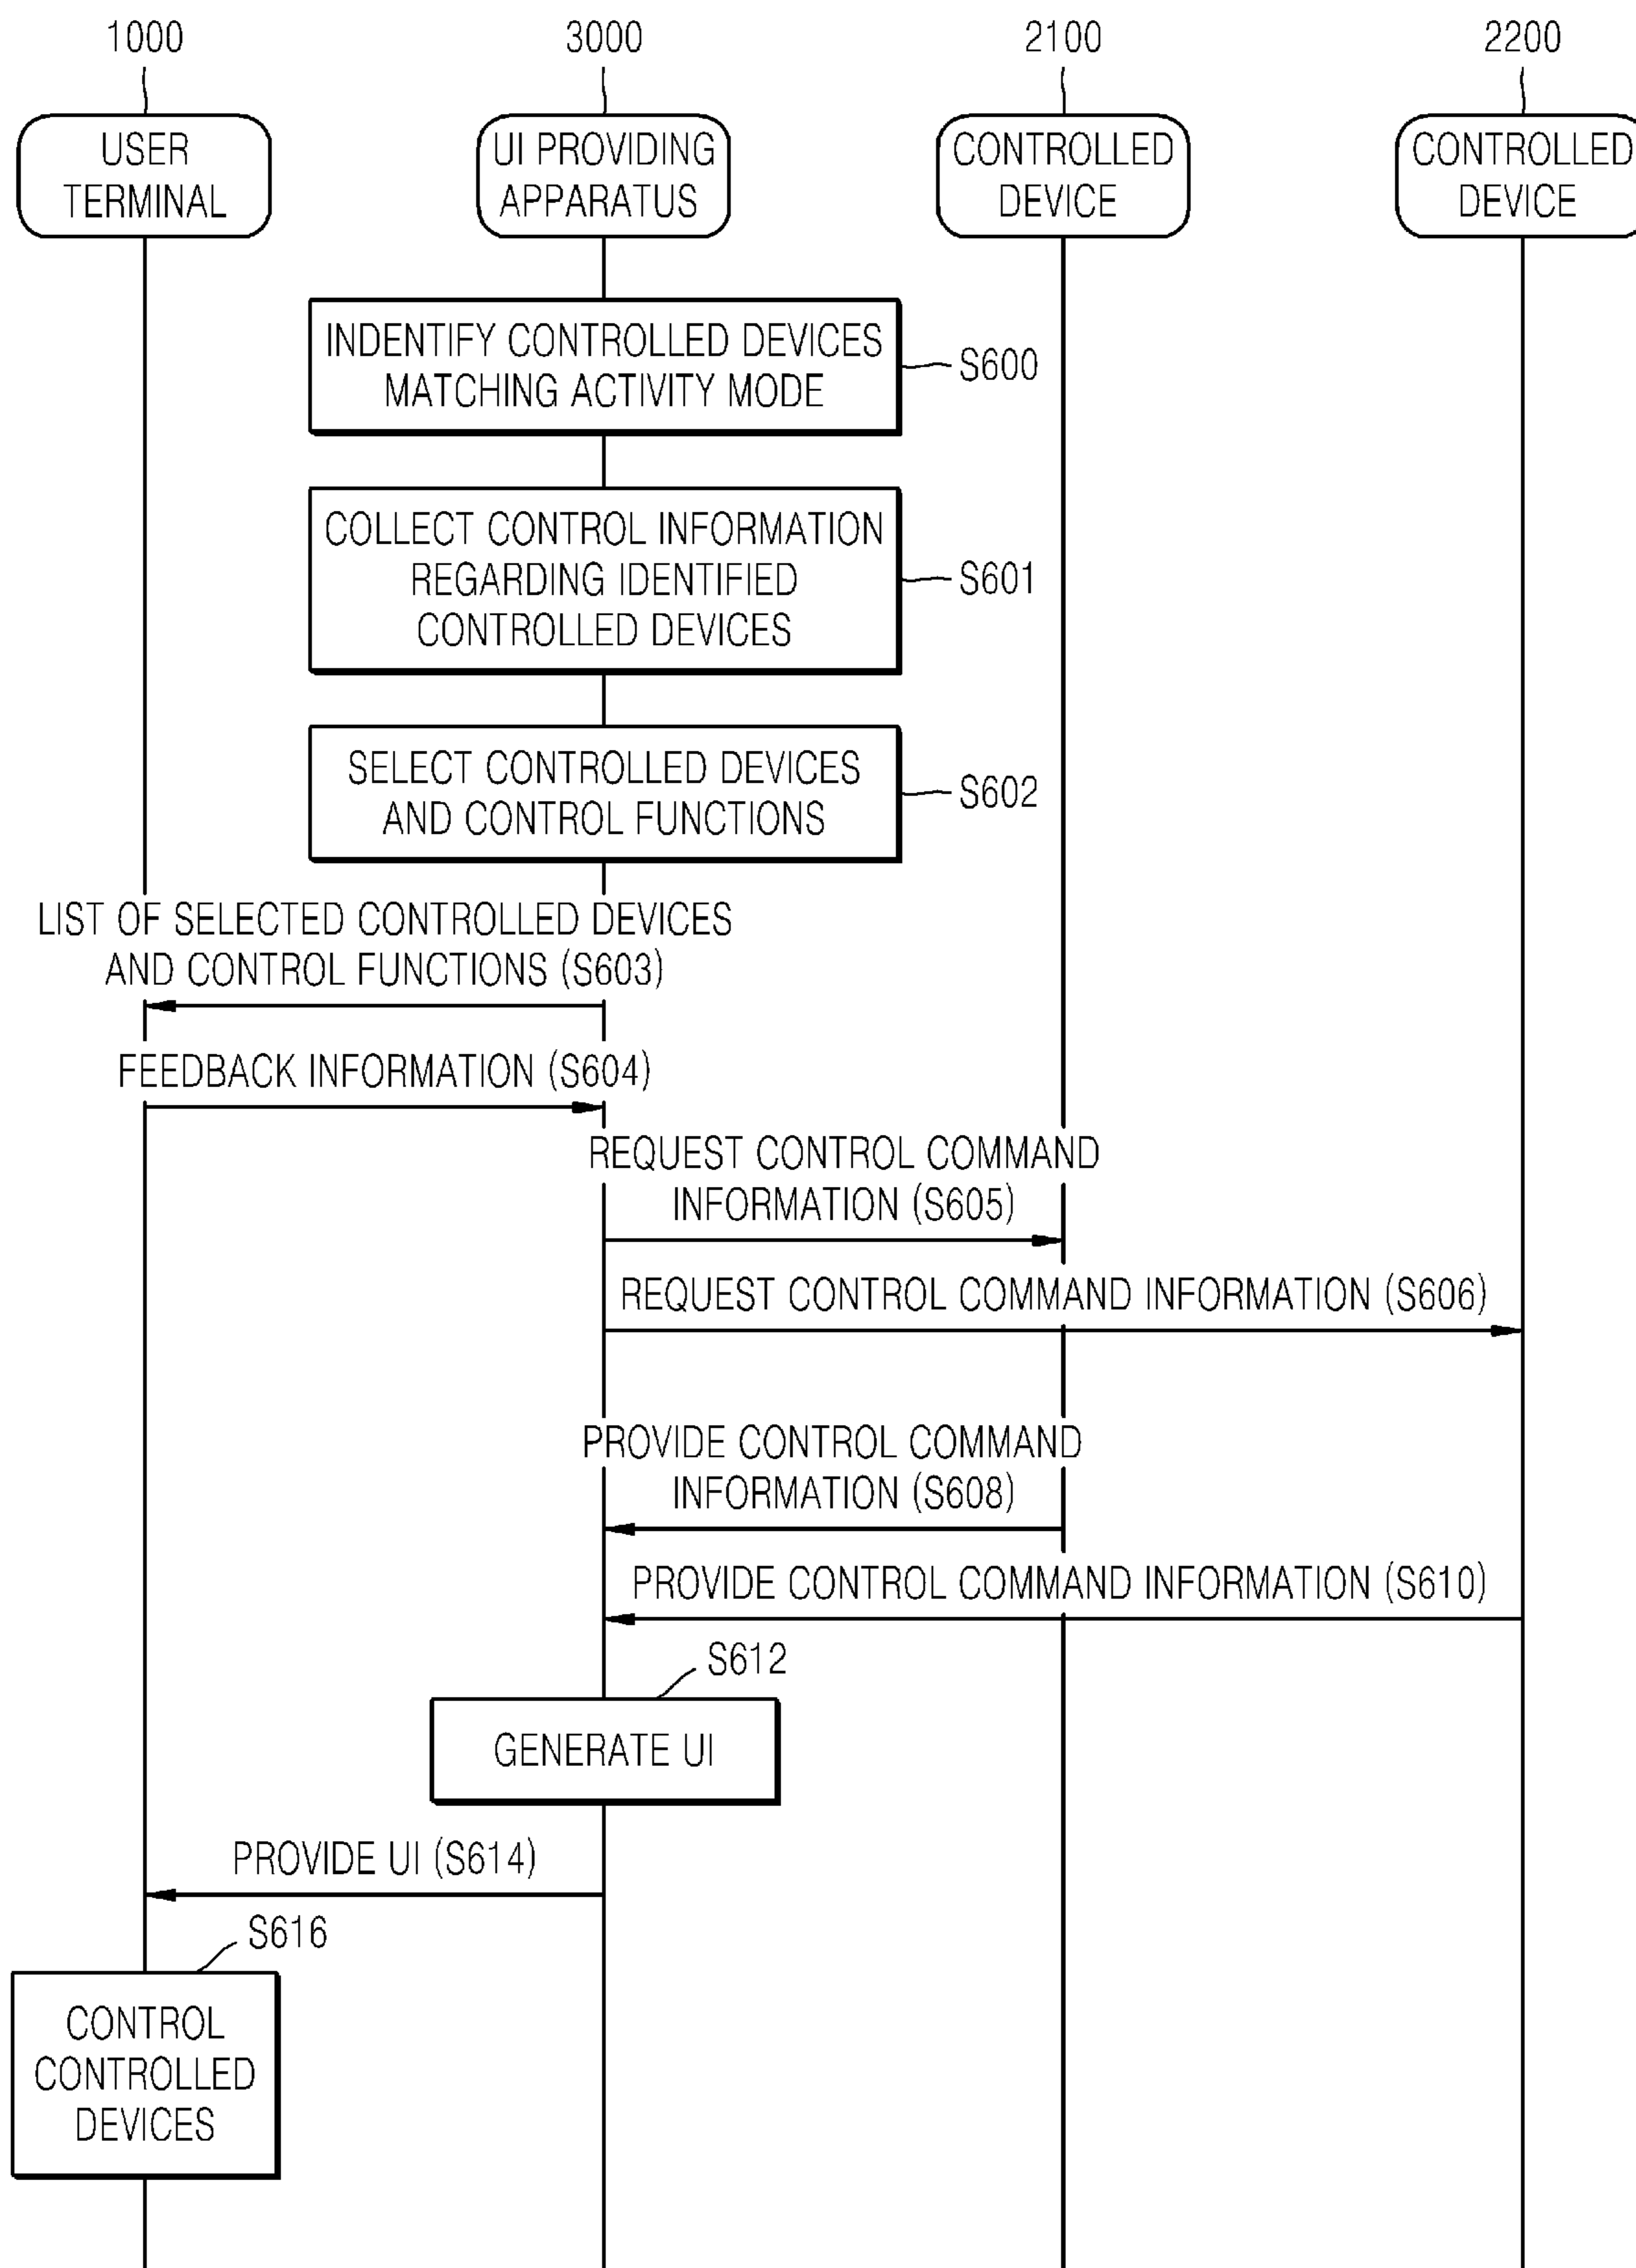 1000
3000
2100
2200
USER
TERMINAL
UI PROVIDING
APPARATUS
CONTROLLED
DEVICE
CONTROLLED
DEVICE
INDENTIFY CONTROLLED DEVICES
MATCHING ACTIVITY MODE
S600
COLLECT CONTROL INFORMATION
REGARDING IDENTIFIED
CONTROLLED DEVICES
S601
SELECT CONTROLLED DEVICES
AND CONTROL FUNCTIONS
S602
LIST OF SELECTED CONTROLLED DEVICES
AND CONTROL FUNCTIONS (S603)
FEEDBACK INFORMATION (S604)
REQUEST CONTROL COMMAND
INFORMATION (S605)
REQUEST CONTROL COMMAND INFORMATION (S606)
PROVIDE CONTROL COMMAND
INFORMATION (S608)
PROVIDE CONTROL COMMAND INFORMATION (S610)
S612
GENERATE UI
PROVIDE UI (S614)
S616
CONTROL
CONTROLLED
DEVICES